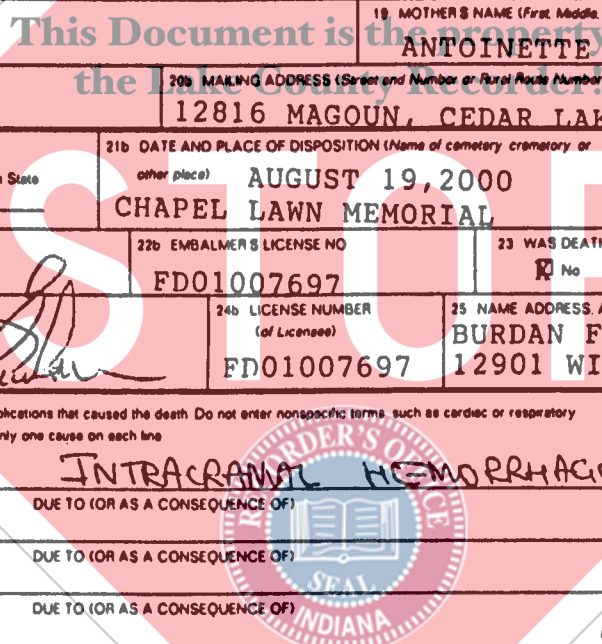 19 MOTHER'S NAME (First, Middle,
This Document is the property
ANTOINETTE
the Lake County Recorder!
20b MAILING ADDRESS (Street and Number or Rural Route Number
12816 MAGOUN, CEDAR LAK
21b DATE AND PLACE OF DISPOSITION (Name of cemetery crematory or
State
other place) AUGUST 19,2000
CHAPEL LAWN MEMORIAL
STOP
22b EMBALMER'S LICENSE NO
23 WAS DEATH
FD01007697
No
24b LICENSE NUMBER
25 NAME ADDRESS, A
(of Licensee)
BURDAN F
FD01007697
12901 WI
plications that caused the death Do not enter nonspecific terms such as cardiac or respiratory
nly one cause on each line
INTRACRANIAL HEMORRHAGE
DUE TO (OR AS A CONSEQUENCE OF)
DUE TO (OR AS A CONSEQUENCE OF)
DUE TO (OR AS A CONSEQUENCE OF)
RECORDER'S OFFICE
SEAL
INDIANA